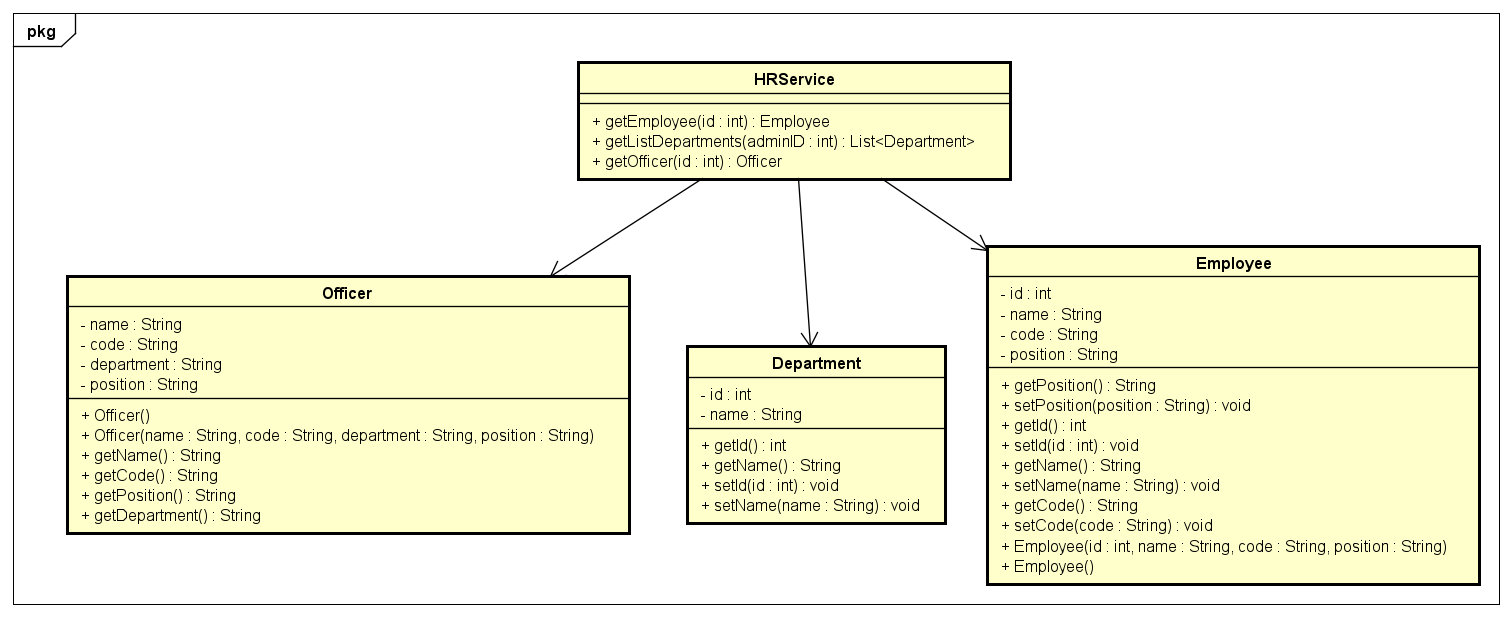 pkg
HRService
+ getEmployee(id : int) : Employee
+ getListDepartments(adminID : int) : List<Department>
+ getOfficer(id : int) : Officer
Officer
- name : String
- code : String
- department : String
- position : String
+ Officer()
+ Officer(name : String, code : String, department : String, position : String)
+ getName() : String
+ getCode() : String
+ getPosition() : String
+ getDepartment() : String
Department
- id : int
- name : String
+ getId() : int
+ getName() : String
+ setId(id : int) : void
+ setName(name : String) : void
Employee
- id : int
- name : String
- code : String
- position : String
+ getPosition() : String
+ setPosition(position : String) : void
+ getId() : int
+ setId(id : int) : void
+ getName() : String
+ setName(name : String) : void
+ getCode() : String
+ setCode(code : String) : void
+ Employee(id : int, name : String, code : String, position : String)
+ Employee()